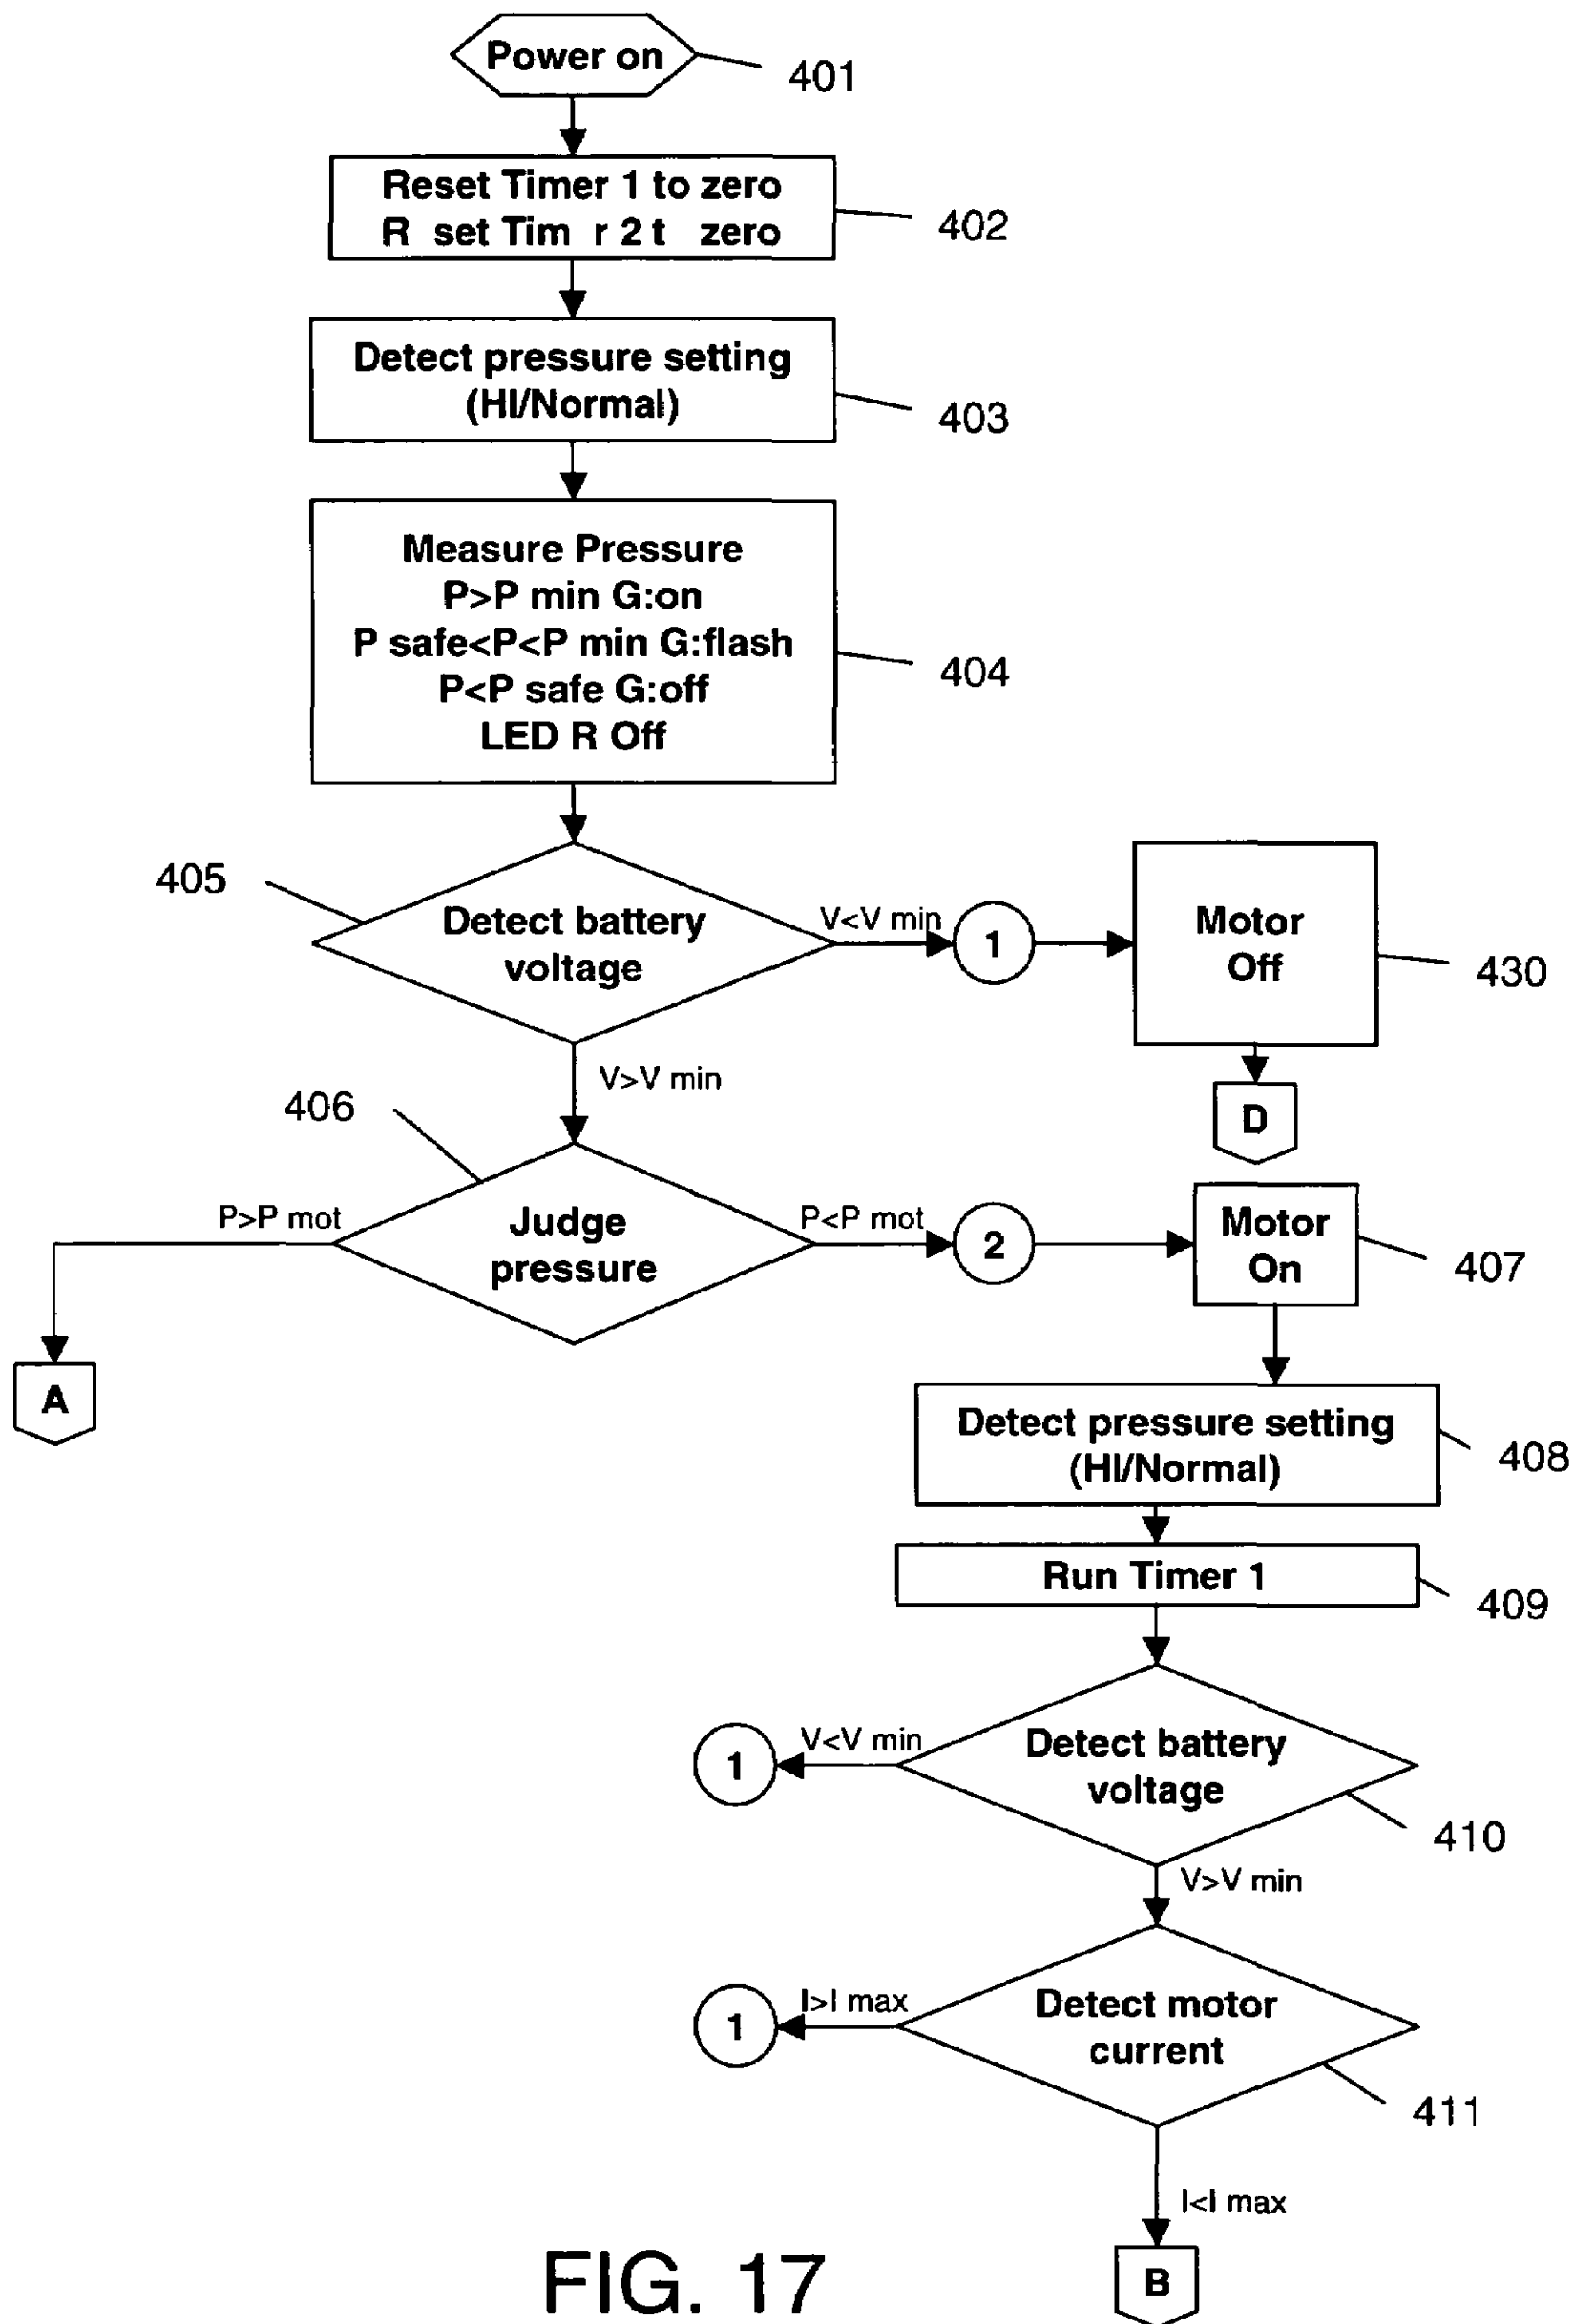 Power on
401
Reset Timer 1 to zero
R set Tim r 2 t zero
402
Detect pressure setting
(HI/Normal)
403
Measure Pressure
P>P min G:on
P safe<P<P min G:flash
P<P safe G:off
LED R Off
404
405
Detect battery
voltage
V<V min
1
Motor
Off
430
D
V>V min
406
Judge
pressure
P>P mot
A
P<P mot
2
Motor
On
407
Detect pressure setting
(HI/Normal)
408
Run Timer 1
409
Detect battery
voltage
410
V<V min
1
V>V min
Detect motor
current
411
I>I max
1
I<I max
B
FIG. 17